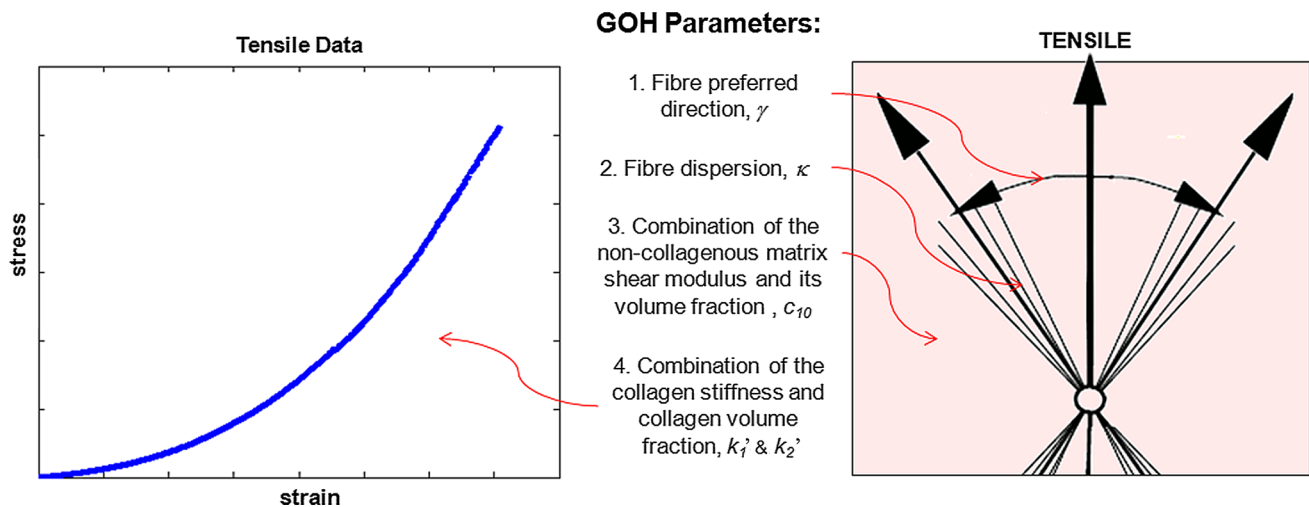 GOH Parameters:
Tensile Data
stress
strain
1. Fibre preferred
direction, γ
2. Fibre dispersion, κ
3. Combination of the
non-collagenous matrix
shear modulus and its
volume fraction , c₁₀
4. Combination of the
collagen stiffness and
collagen volume
fraction, k₁’ & k₂’
TENSILE